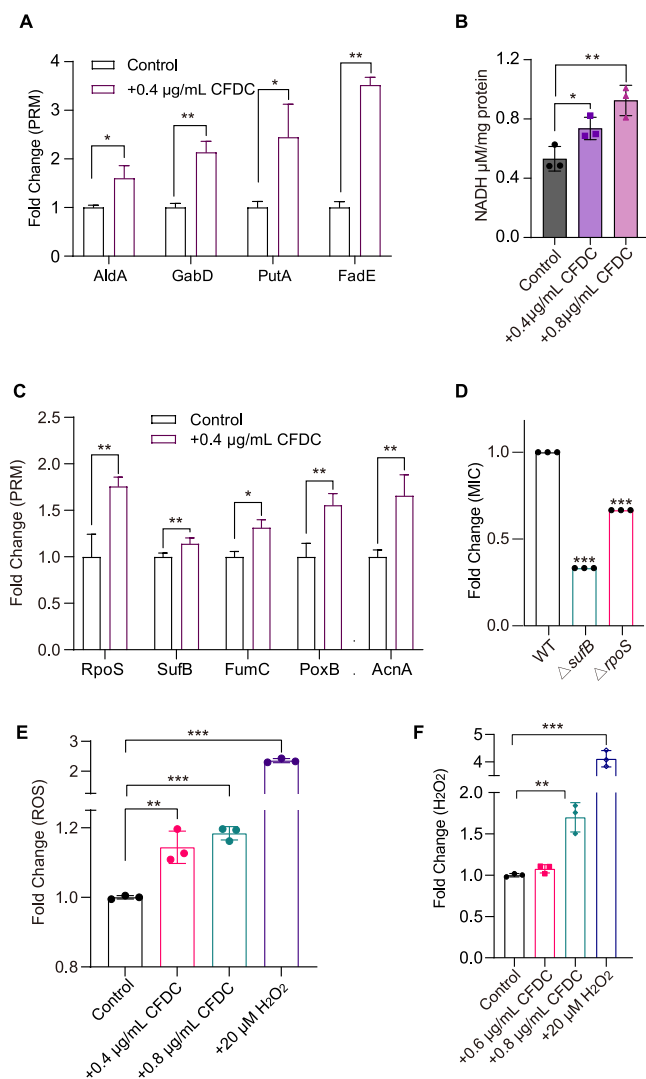 A
Control
+0.4 µg/mL CFDC
Fold Change (PRM)
4
3
2
1
0
*
**
*
**
AldA
GabD
PutA
FadE
B
NADH µM/mg protein
1.2
0.8
0.4
0.0
*
**
Control
+0.4µg/mL CFDC
+0.8µg/mL CFDC
C
Control
+0.4 µg/mL CFDC
Fold Change (PRM)
2.5
2.0
1.5
1.0
0.5
0.0
**
**
*
**
**
RpoS
SufB
FumC
PoxB
.
AcnA
D
Fold Change (MIC)
1.0
0.5
0.0
***
***
WT
△sufB
△rpoS
E
Fold Change (ROS)
3
2
1.2
1.0
0.8
**
***
***
Control
+0.4 µg/mL CFDC
+0.8 µg/mL CFDC
+20 µM H2O2
F
Fold Change (H2O2)
5
4
3
2.0
1.5
1.0
0.5
0.0
**
***
Control
+0.6 µg/mL CFDC
+0.8 µg/mL CFDC
+20 µM H2O2